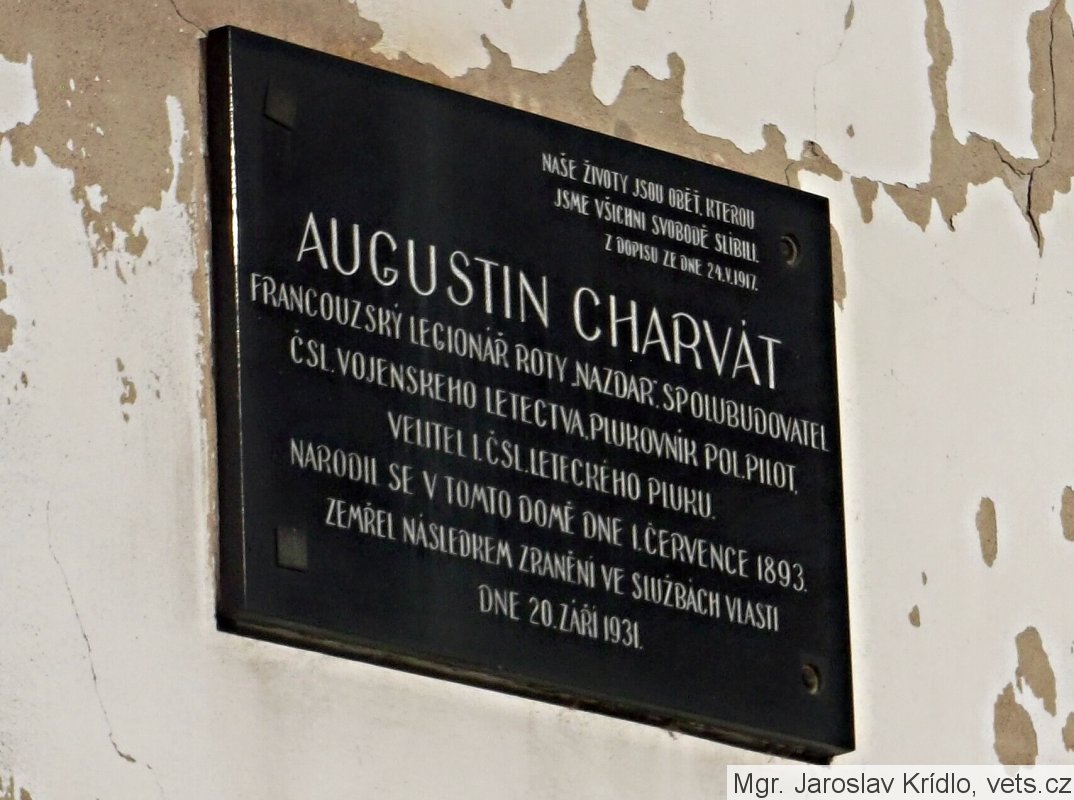 NAŠE ŽIVOTY JSOU OBĚŤ, KTEROU
JSME VŠICHNI SVOBODĚ SLÍBILI.
Z DOPISU ZE DNE 24.V.1917.
AUGUSTIN CHARVÁT
FRANCOUZSKÝ LEGIONÁŘ ROTY „NAZDAR“. SPOLUBUDOVATEL
ČSL. VOJENSKEHO LETECTVA, PLUKOVNÍK POL. PILOT,
VELITEL I. ČSL. LETECKÉHO PLUKU.
NARODIL SE V TOMTO DOMĚ DNE 1. ČERVENCE 1893.
ZEMŘEL NÁSLEDKEM ZRANĚNÍ VE SLUŽBÁCH VLASTI
DNE 20. ZÁŘÍ 1931.
Mgr. Jaroslav Krídlo, vets.cz